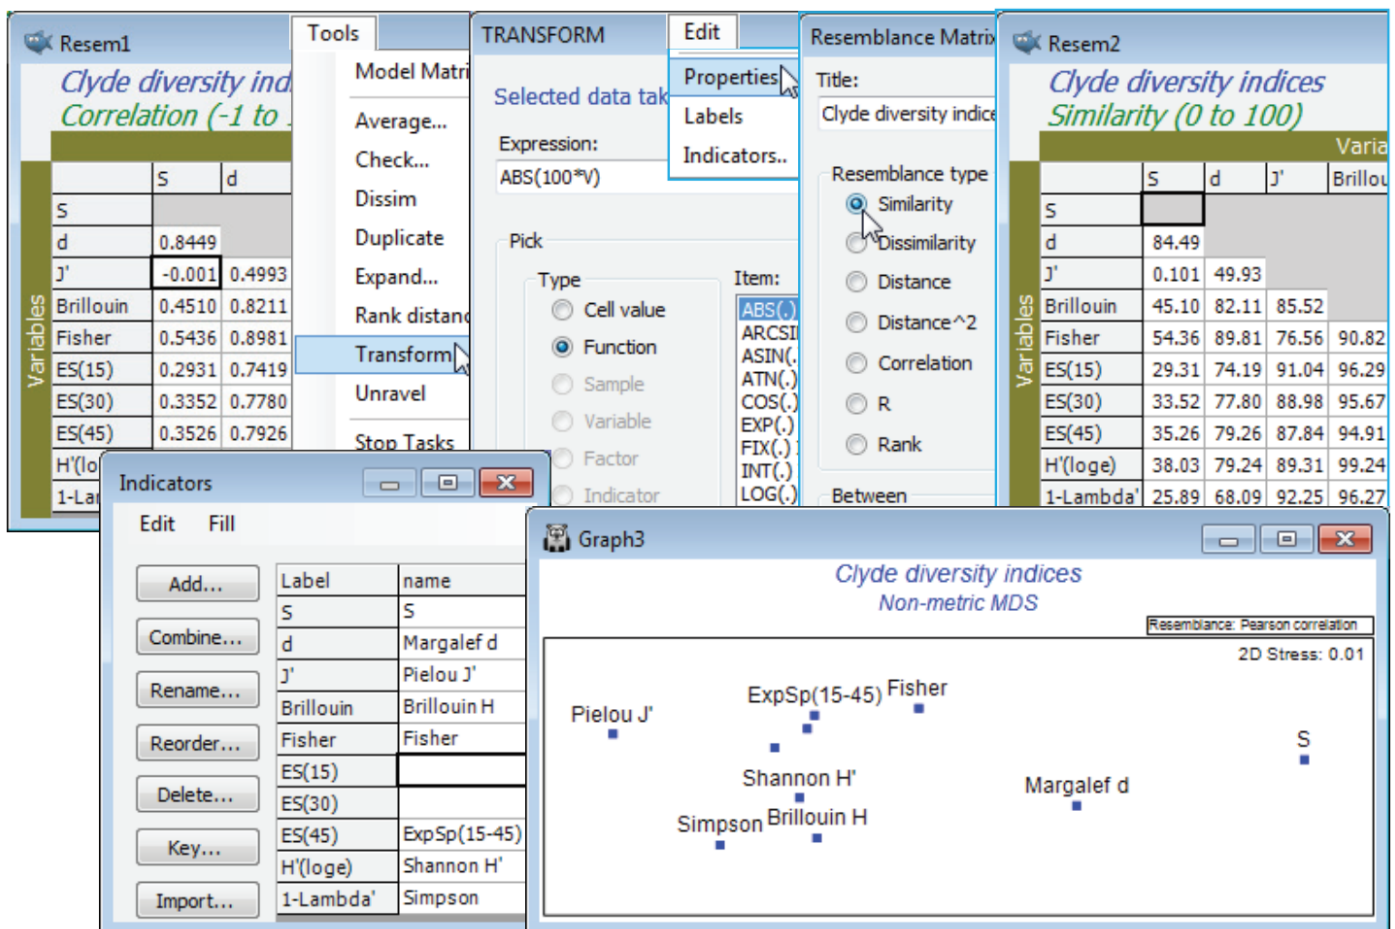 Resem1
Clyde diversity ind
Correlation (-1 to
S d
S
d 0.8449
J' -0.001 0.4993
Brillouin 0.4510 0.8211
Fisher 0.5436 0.8981
ES(15) 0.2931 0.7419
ES(30) 0.3352 0.7780
ES(45) 0.3526 0.7926
H'(lo
1-La
Variables
Tools
Model Matri
Average...
Check...
Dissim
Duplicate
Expand...
Rank distanc
Transform
Unravel
Stop Tasks
TRANSFORM
Selected data tak
Expression:
ABS(100*V)
Pick
Type
Cell value
Function
Sample
Variable
Factor
Indicator
Item:
ABS(.)
ARCSI
ASIN(.
ATN(.)
COS(.)
EXP(.)
FIX(.)
INT(.)
LOG(.)
Edit
Properties
Labels
Indicators..
Resemblance Matrix
Title:
Clyde diversity indice
Resemblance type
Similarity
Dissimilarity
Distance
Distance^2
Correlation
R
Rank
Between
Resem2
Clyde diversity indices
Similarity (0 to 100)
Varia
S d J' Brillou
S
d 84.49
J' 0.101 49.93
Brillouin 45.10 82.11 85.52
Fisher 54.36 89.81 76.56 90.82
ES(15) 29.31 74.19 91.04 96.29
ES(30) 33.52 77.80 88.98 95.67
ES(45) 35.26 79.26 87.84 94.91
H'(loge) 38.03 79.24 89.31 99.24
1-Lambda' 25.89 68.09 92.25 96.27
Variables
Indicators
Edit Fill
Add...
Combine...
Rename...
Reorder...
Delete...
Key...
Import...
Label name
S S
d Margalef d
J' Pielou J'
Brillouin Brillouin H
Fisher Fisher
ES(15)
ES(30)
ES(45) ExpSp(15-45)
H'(loge) Shannon H'
1-Lambda' Simpson
Graph3
Clyde diversity indices
Non-metric MDS
Resemblance: Pearson correlation
2D Stress: 0.01
ExpSp(15-45) Fisher
Pielou J'
S
Shannon H'
Margalef d
Simpson Brillouin H